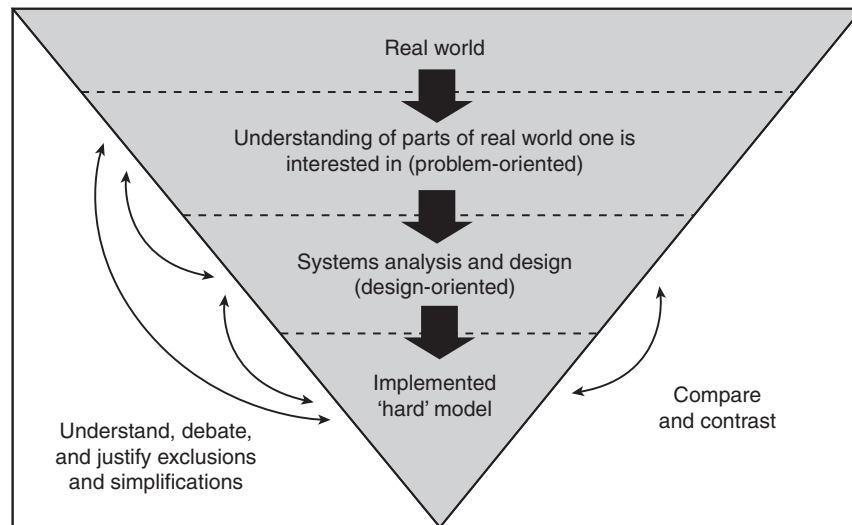 Real world
Understanding of parts of real world one is
interested in (problem-oriented)
Systems analysis and design
(design-oriented)
Implemented
‘hard’ model
Understand, debate,
and justify exclusions
and simplifications
Compare
and contrast